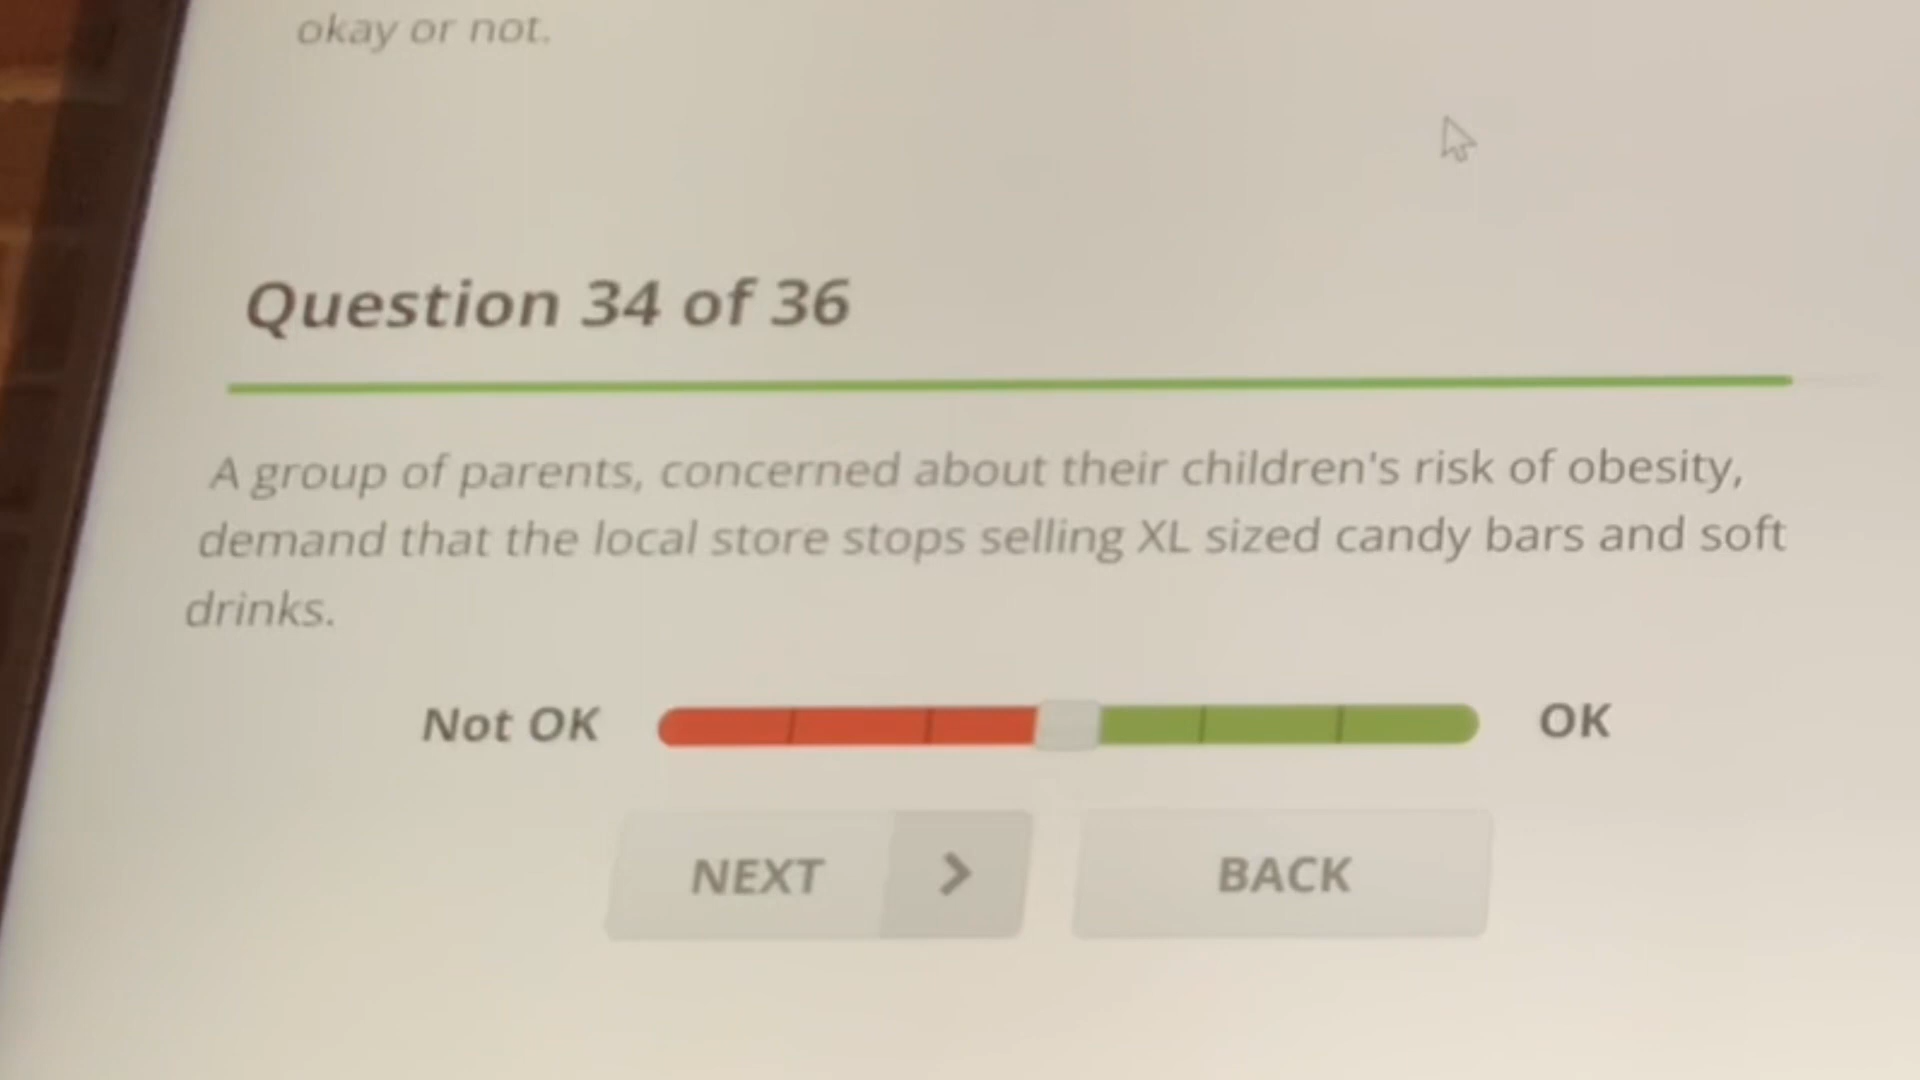 okay or not.
Question 34 of 36
A group of parents, concerned about their children's risk of obesity,
demand that the local store stops selling XL sized candy bars and soft
drinks.
Not OK
OK
NEXT >
BACK